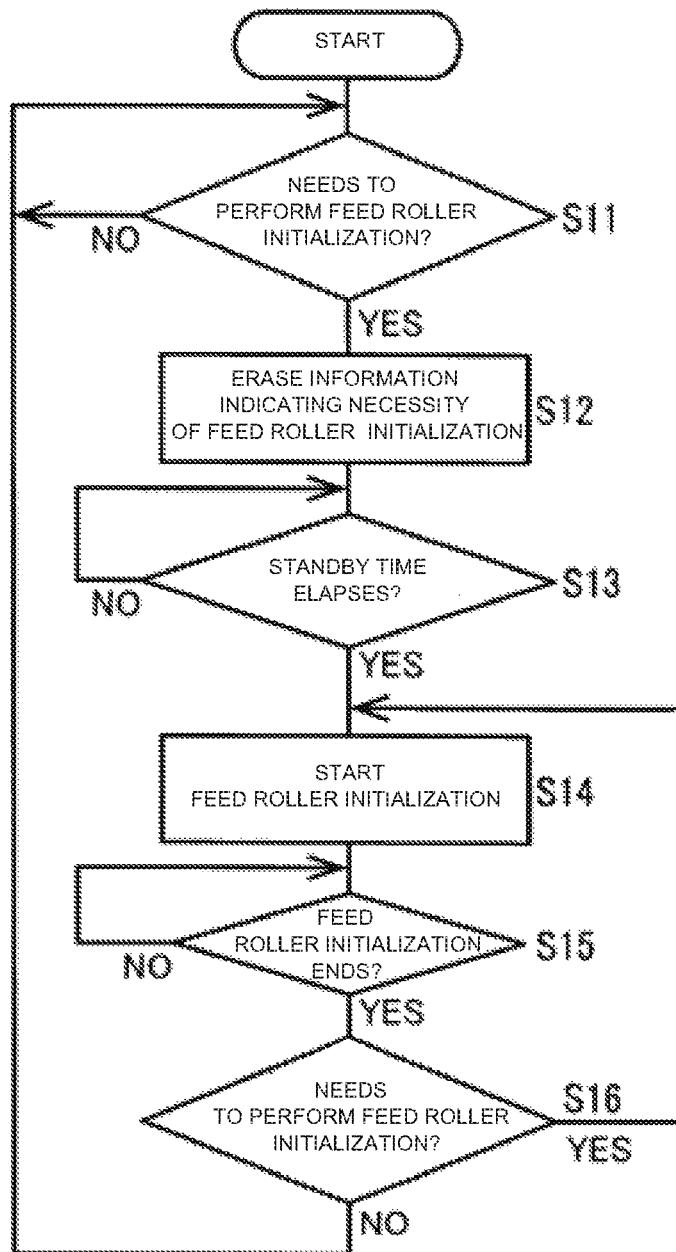 START
NEEDS TO
PERFORM FEED ROLLER
INITIALIZATION?
S11
NO
YES
ERASE INFORMATION
INDICATING NECESSITY
OF FEED ROLLER INITIALIZATION
S12
STANDBY TIME
ELAPSES?
S13
NO
YES
START
FEED ROLLER INITIALIZATION
S14
FEED
ROLLER INITIALIZATION
ENDS?
S15
NO
YES
NEEDS
TO PERFORM FEED ROLLER
INITIALIZATION?
S16
YES
NO